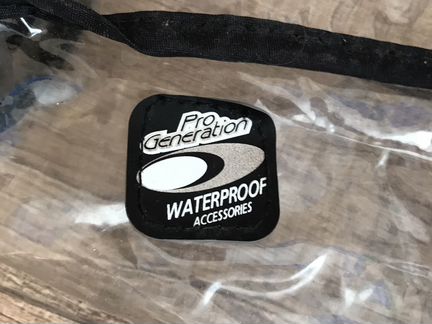 Pro
Generation
WATERPROOF
ACCESSORIES